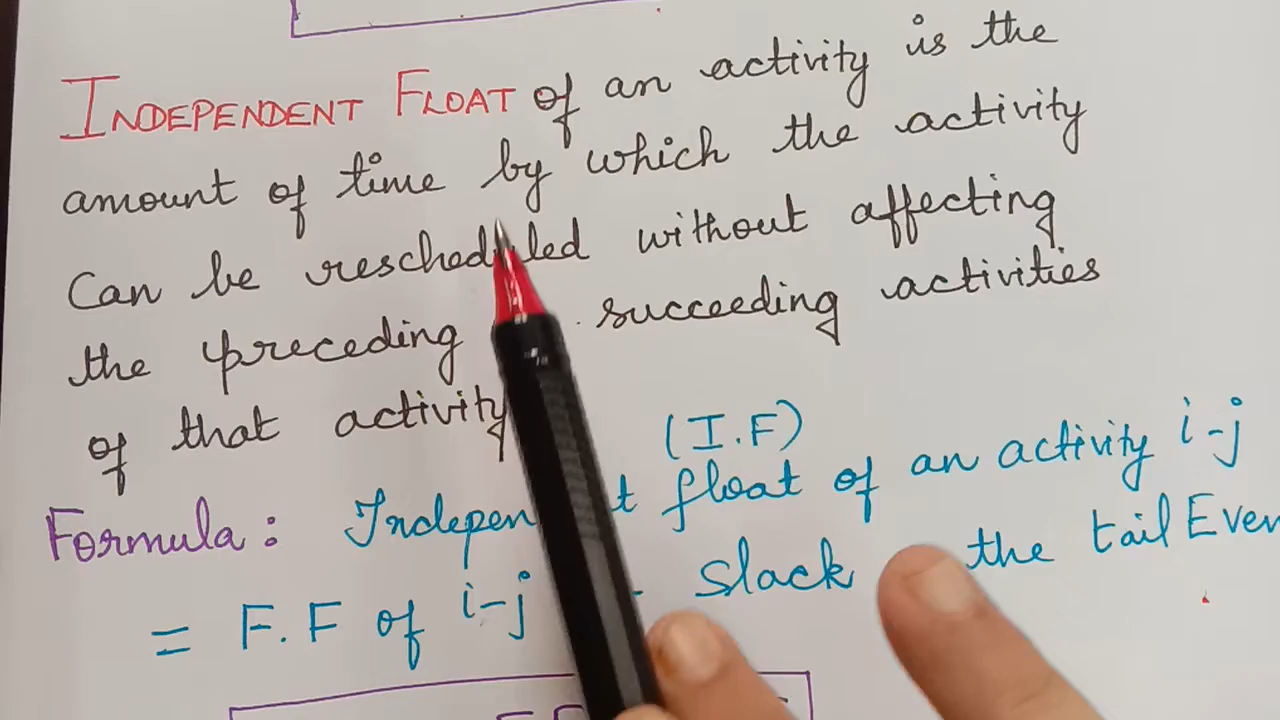 INDEPENDENT FLOAT of an activity is the
amount of time by which the activity
Can be rescheduled without affecting
the preceding succeeding activities
of that activity
(I.F)
Formula: Independent float of an activity i-j
= F.F of i-j - Slack the tail Even